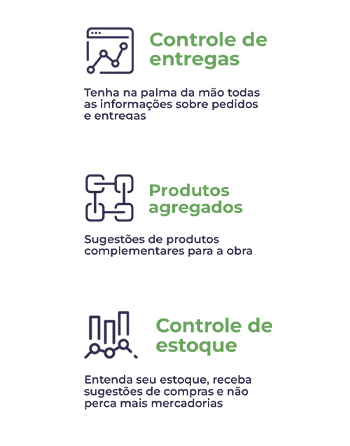 Controle de
entregas
Tenha na palma da mão todas
as informações sobre pedidos
e entregas
Produtos
agregados
Sugestões de produtos
complementares para a obra
Controle de
estoque
Entenda seu estoque, receba
sugestões de compras e não
perca mais mercadorias